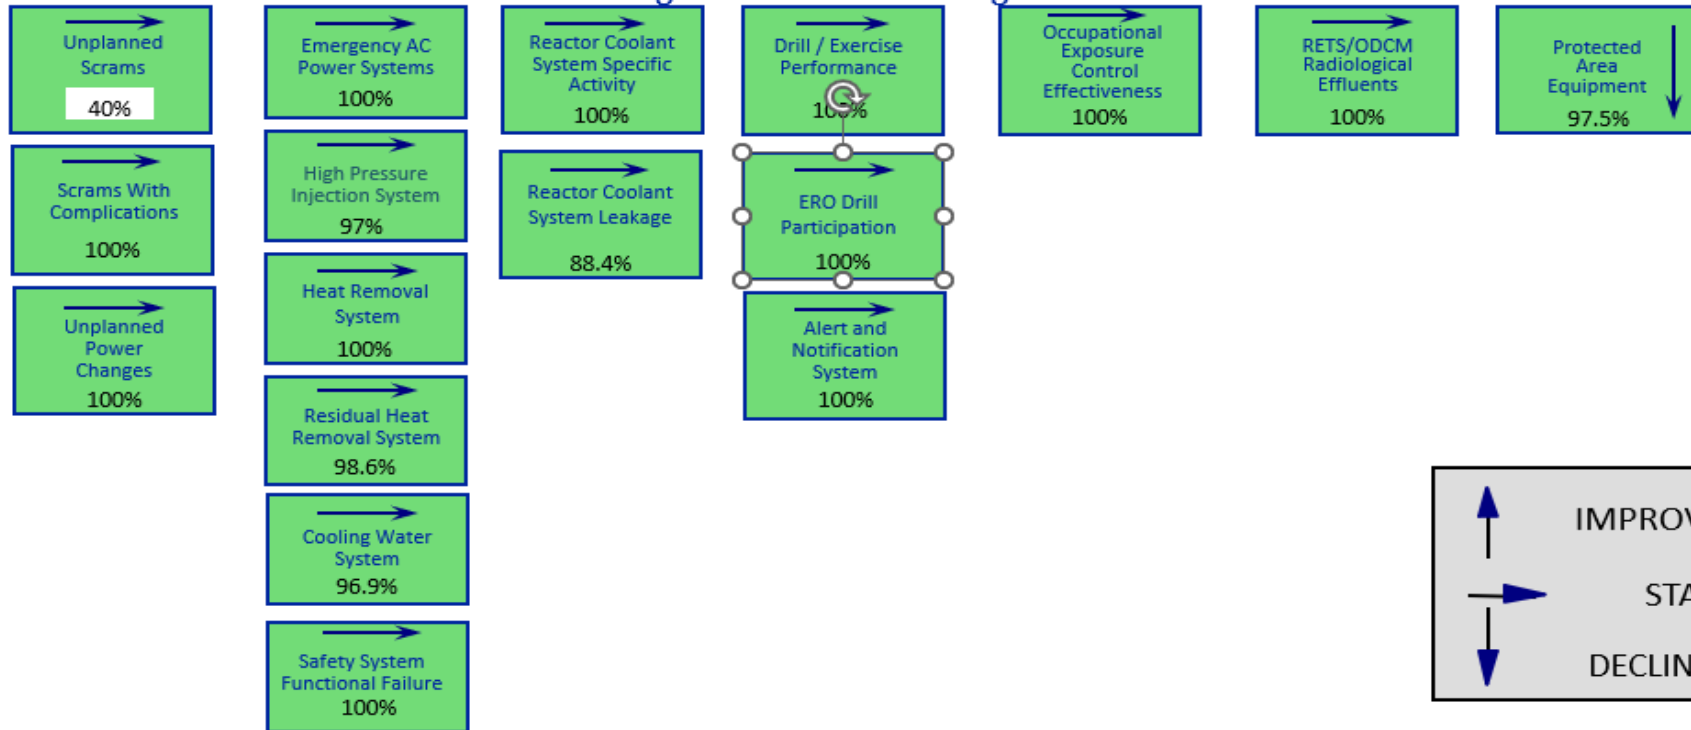 Unplanned
Scrams
40%
Scrams With
Complications
100%
Unplanned
Power
Changes
100%
Emergency AC
Power Systems
100%
High Pressure
Injection System
97%
Heat Removal
System
100%
Residual Heat
Removal System
98.6%
Cooling Water
System
96.9%
Safety System
Functional Failure
100%
Reactor Coolant
System Specific
Activity
100%
Reactor Coolant
System Leakage
88.4%
Drill / Exercise
Performance
100%
ERO Drill
Participation
100%
Alert and
Notification
System
100%
Occupational
Exposure
Control
Effectiveness
100%
RETS/ODCM
Radiological
Effluents
100%
Protected
Area
Equipment
97.5%
IMPROV
STA
DECLIN